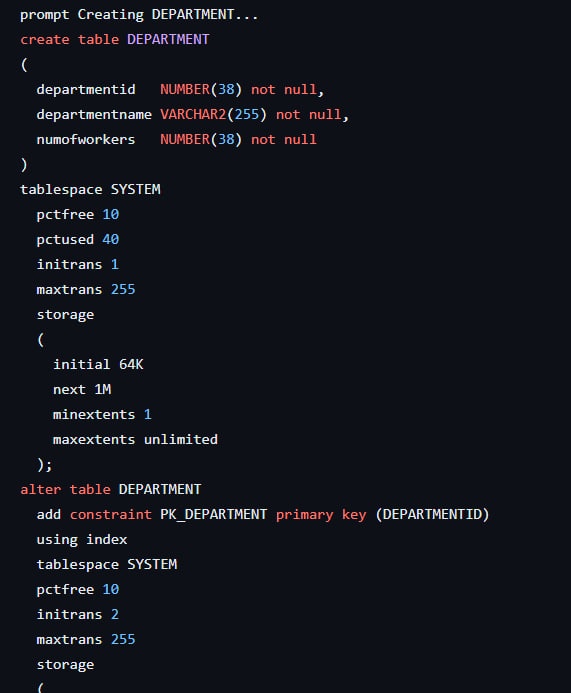 prompt Creating DEPARTMENT...
create table DEPARTMENT
(
  departmentid   NUMBER(38) not null,
  departmentname VARCHAR2(255) not null,
  numofworkers   NUMBER(38) not null
)
tablespace SYSTEM
  pctfree 10
  pctused 40
  initrans 1
  maxtrans 255
  storage
  (
    initial 64K
    next 1M
    minextents 1
    maxextents unlimited
  );
alter table DEPARTMENT
  add constraint PK_DEPARTMENT primary key (DEPARTMENTID)
  using index
  tablespace SYSTEM
  pctfree 10
  initrans 2
  maxtrans 255
  storage
  (